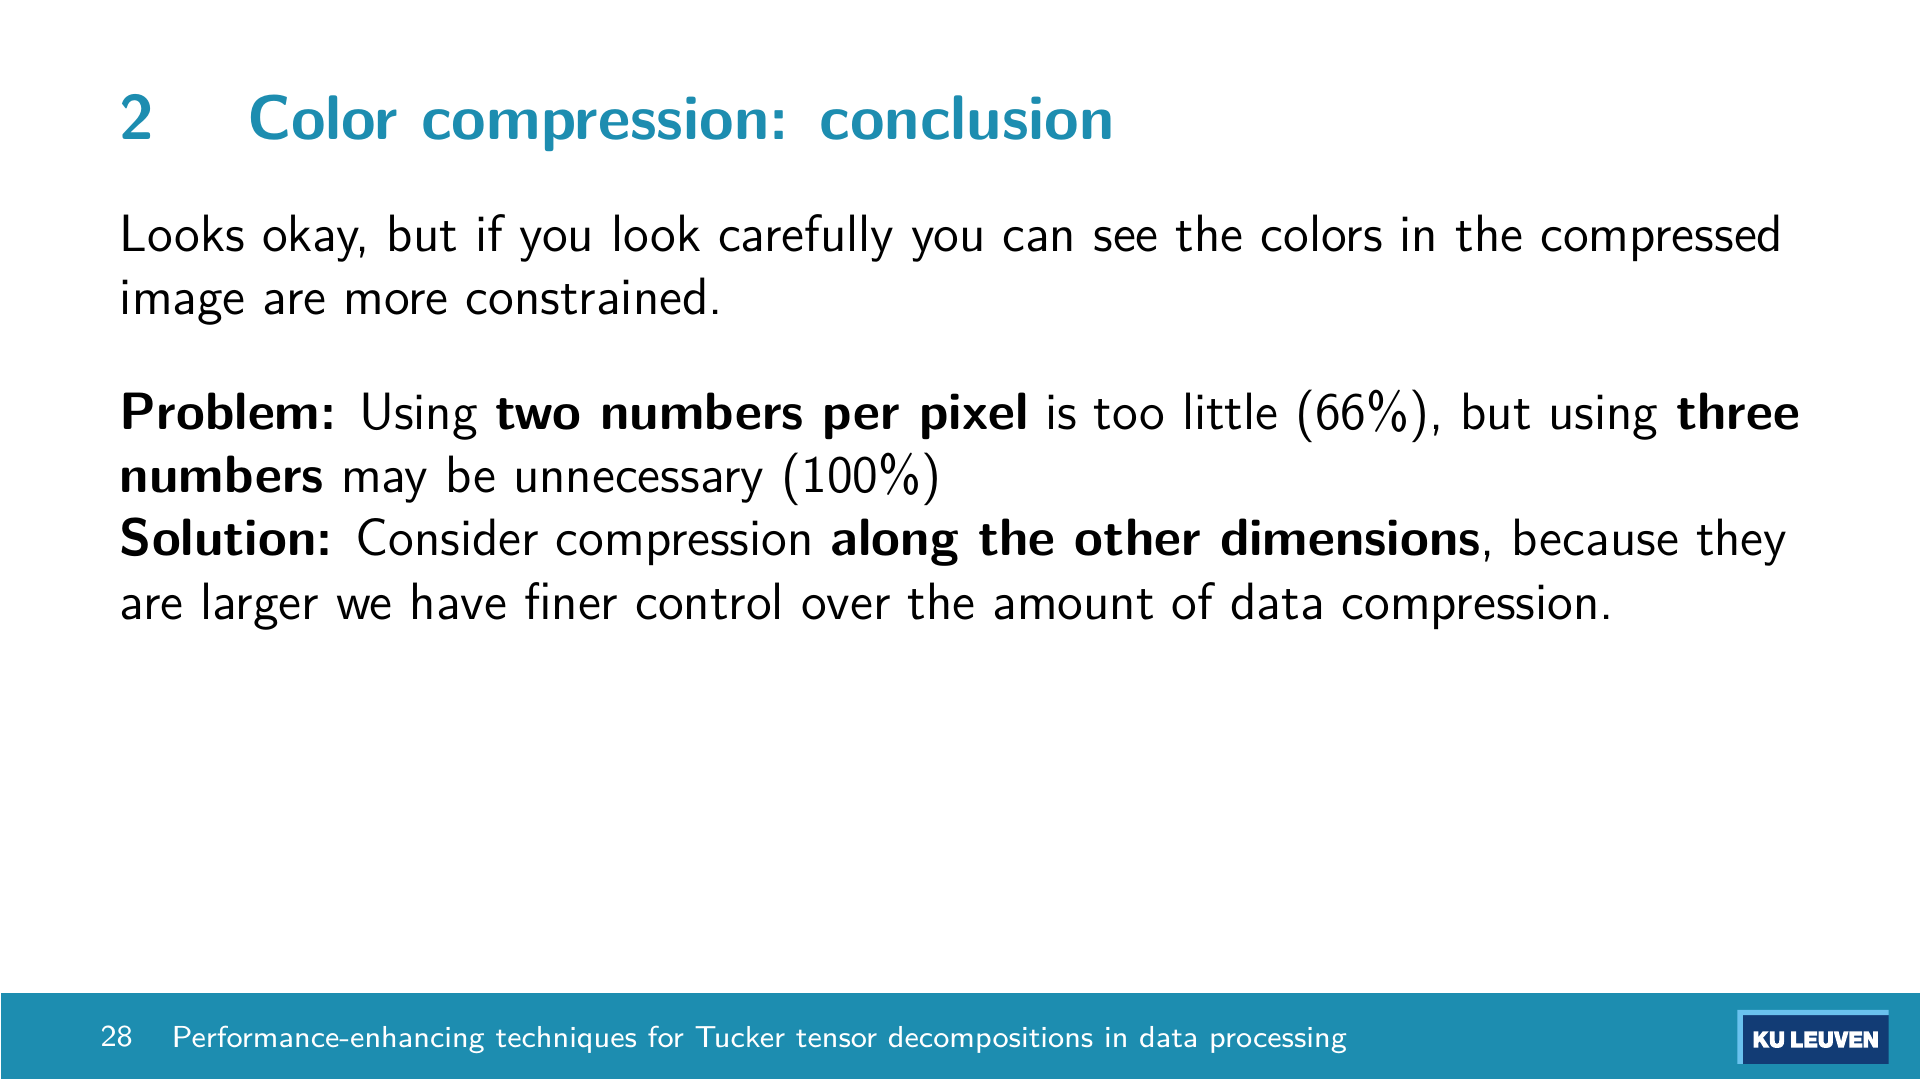 2 Color compression: conclusion
Looks okay, but if you look carefully you can see the colors in the compressed
image are more constrained.
Problem: Using two numbers per pixel is too little (66%), but using three
numbers may be unnecessary (100%)
Solution: Consider compression along the other dimensions, because they
are larger we have finer control over the amount of data compression.
28 Performance-enhancing techniques for Tucker tensor decompositions in data processing
KU LEUVEN